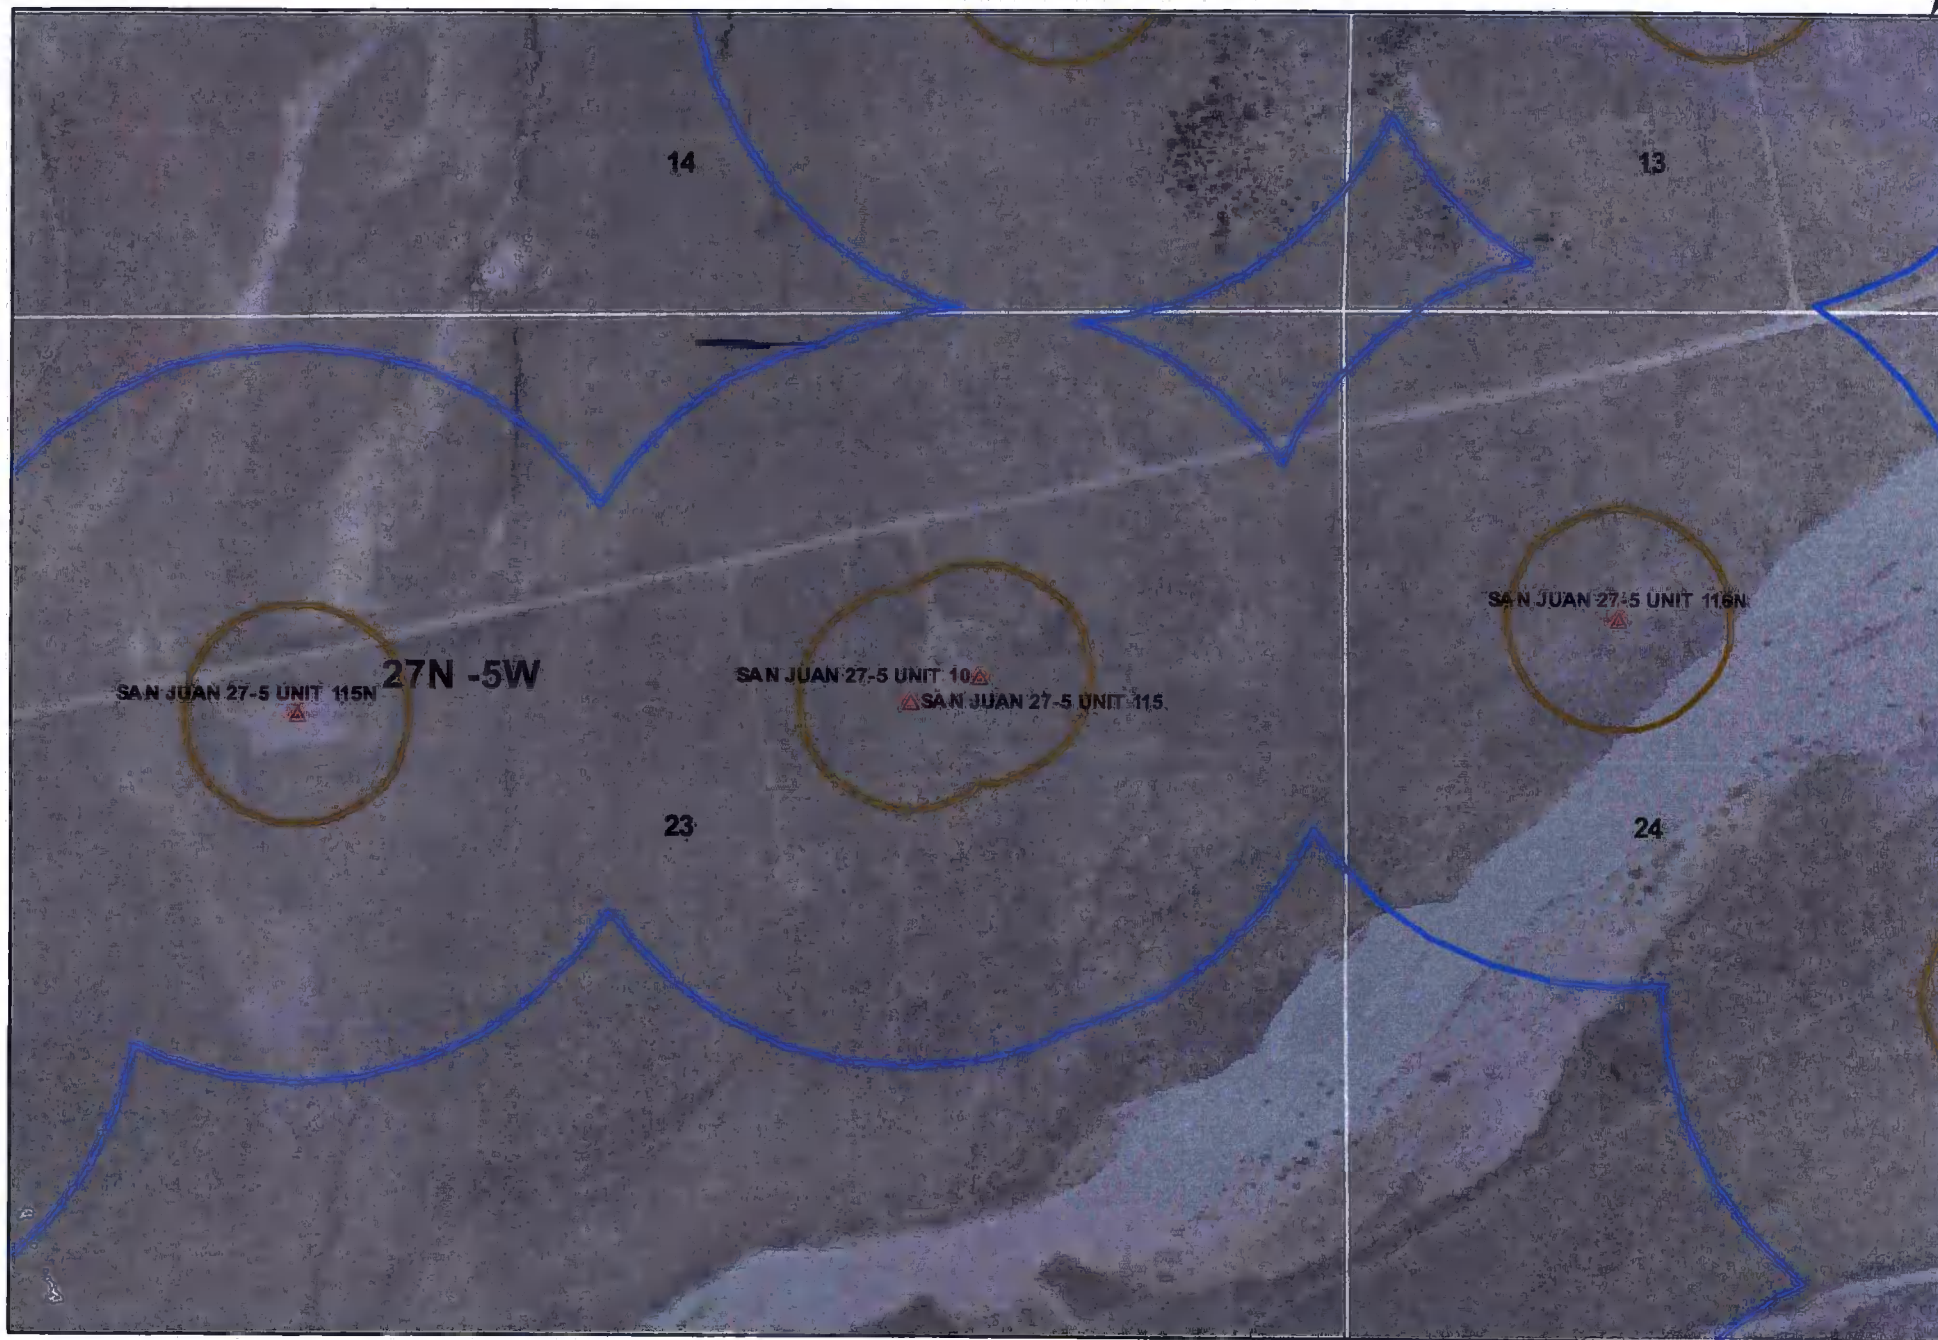 14
13
SAN JUAN 27-5 UNIT 116N
27N -5W
SAN JUAN 27-5 UNIT 10
SAN JUAN 27-5 UNIT 115N
SAN JUAN 27-5 UNIT 115
23
24